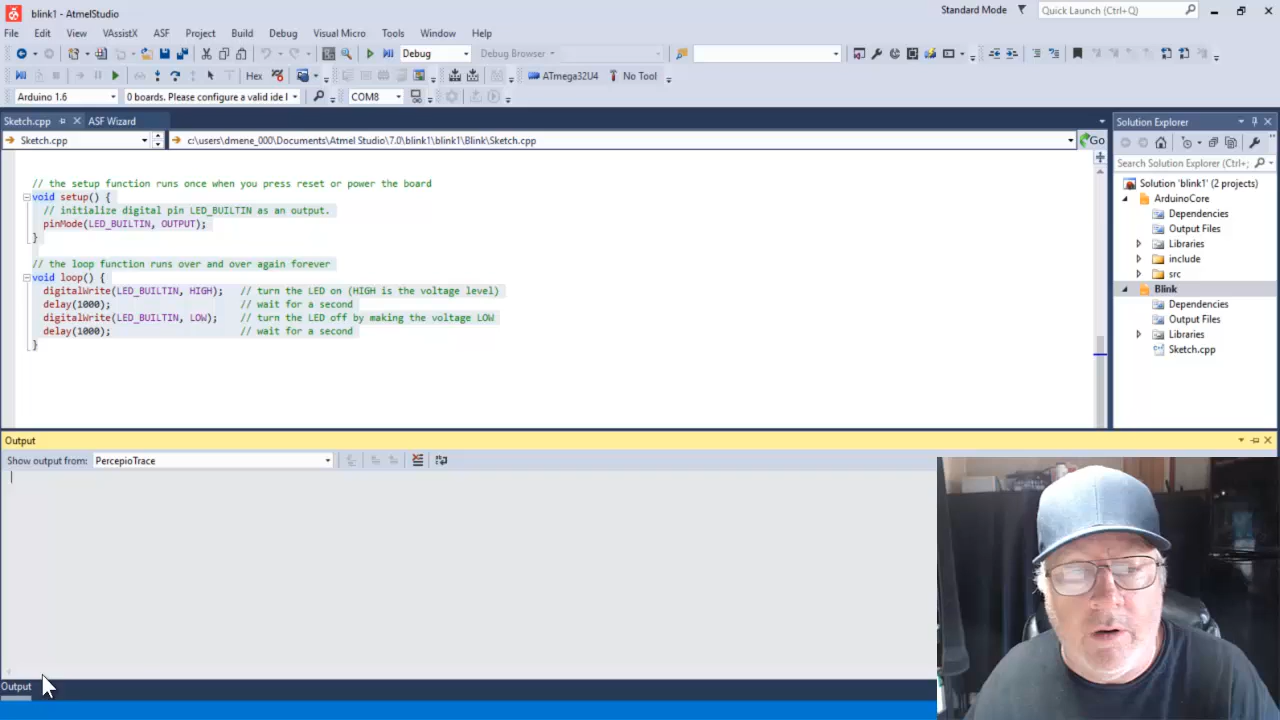 blink1 - AtmelStudio
Standard Mode
Quick Launch (Ctrl+Q)
File Edit View VAssistX ASF Project Build Debug Visual Micro Tools Window Help
Debug
Debug Browser
Hex
ATmega32U4
No Tool
Arduino 1.6
0 boards. Please configure a valid ide l
COM8
Sketch.cpp
ASF Wizard
Sketch.cpp
c:\users\dmene_000\Documents\Atmel Studio\7.0\blink1\blink1\Blink\Sketch.cpp
Go
// the setup function runs once when you press reset or power the board
void setup() {
// initialize digital pin LED_BUILTIN as an output.
pinMode(LED_BUILTIN, OUTPUT);
}
// the loop function runs over and over again forever
void loop() {
digitalWrite(LED_BUILTIN, HIGH); // turn the LED on (HIGH is the voltage level)
delay(1000); // wait for a second
digitalWrite(LED_BUILTIN, LOW); // turn the LED off by making the voltage LOW
delay(1000); // wait for a second
}
Solution Explorer
Search Solution Explorer (Ctrl+;
Solution 'blink1' (2 projects)
ArduinoCore
Dependencies
Output Files
Libraries
include
src
Blink
Dependencies
Output Files
Libraries
Sketch.cpp
Output
Show output from: PercepioTrace
Output